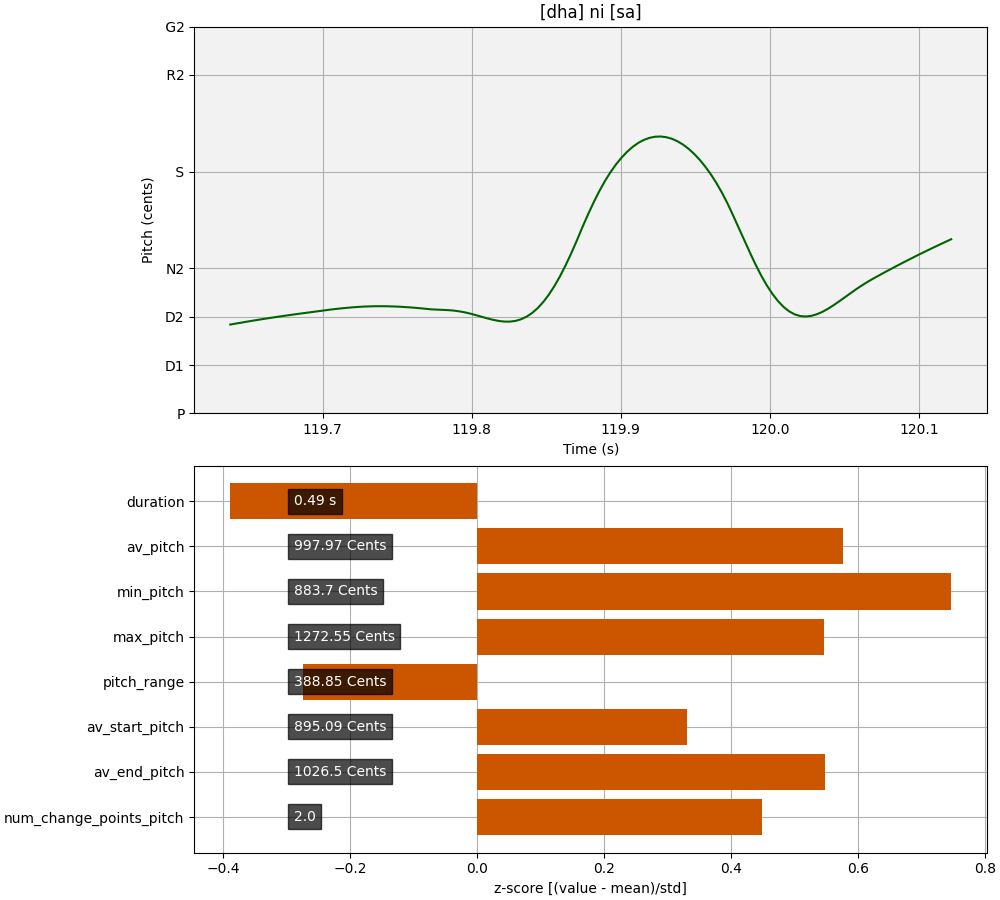 [dha] ni [sa]
G2
R2
S
N2
D2
D1
P
Pitch (cents)
119.7 119.8 119.9 120.0 120.1
Time (s)
duration 0.49 s
av_pitch 997.97 Cents
min_pitch 883.7 Cents
max_pitch 1272.55 Cents
pitch_range 388.85 Cents
av_start_pitch 895.09 Cents
av_end_pitch 1026.5 Cents
num_change_points_pitch 2.0
−0.4 −0.2 0.0 0.2 0.4 0.6 0.8
z-score [(value - mean)/std]